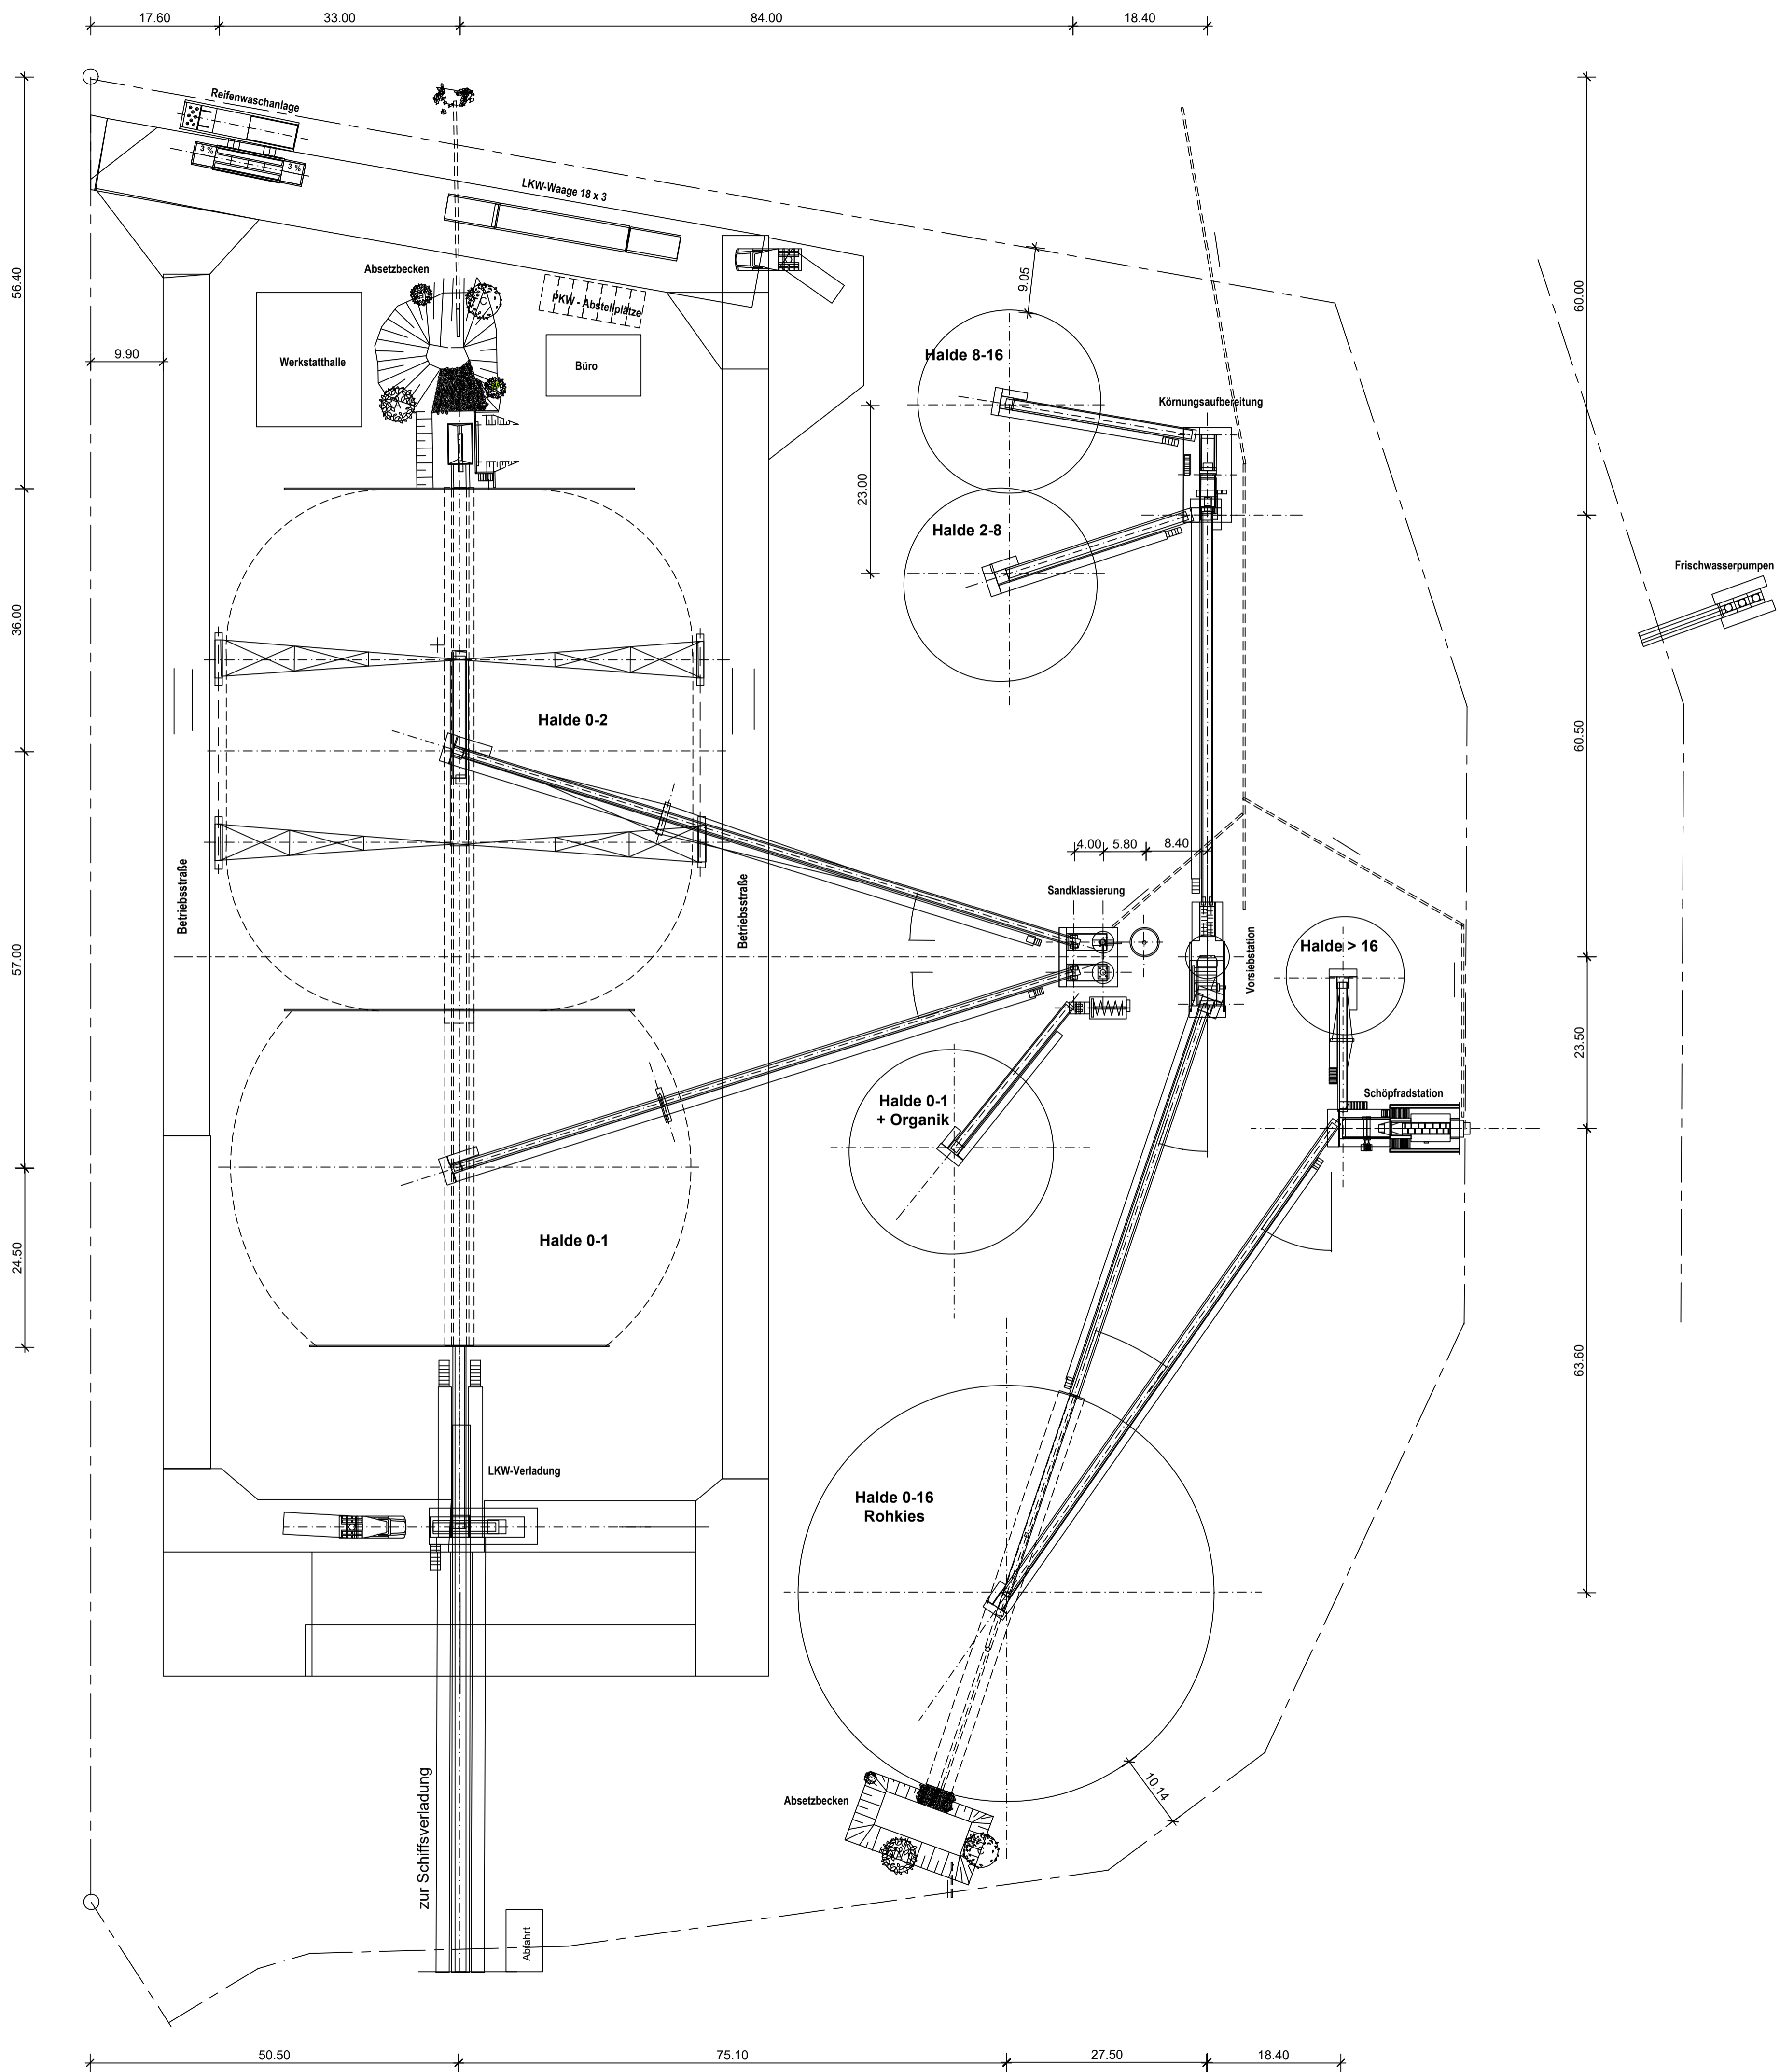 17.60
33.00
84.00
18.40
Reifenwaschanlage
3 %
3 %
LKW-Waage 18 x 3
56.40
60.00
9.05
Absetzbecken
PKW - Abstellplätze
9.90
Werkstatthalle
Büro
Halde 8-16
Körnungsaufbereitung
23.00
Halde 2-8
Frischwasserpumpen
36.00
Halde 0-2
60.50
4.00
5.80
8.40
Betriebsstraße
Betriebsstraße
Sandklassierung
Vorsiebstation
Halde > 16
57.00
23.50
Schöpfradstation
Halde 0-1
+ Organik
Halde 0-1
24.50
63.60
LKW-Verladung
Halde 0-16
Rohkies
10.14
Absetzbecken
zur Schiffsverladung
Abfahrt
50.50
75.10
27.50
18.40